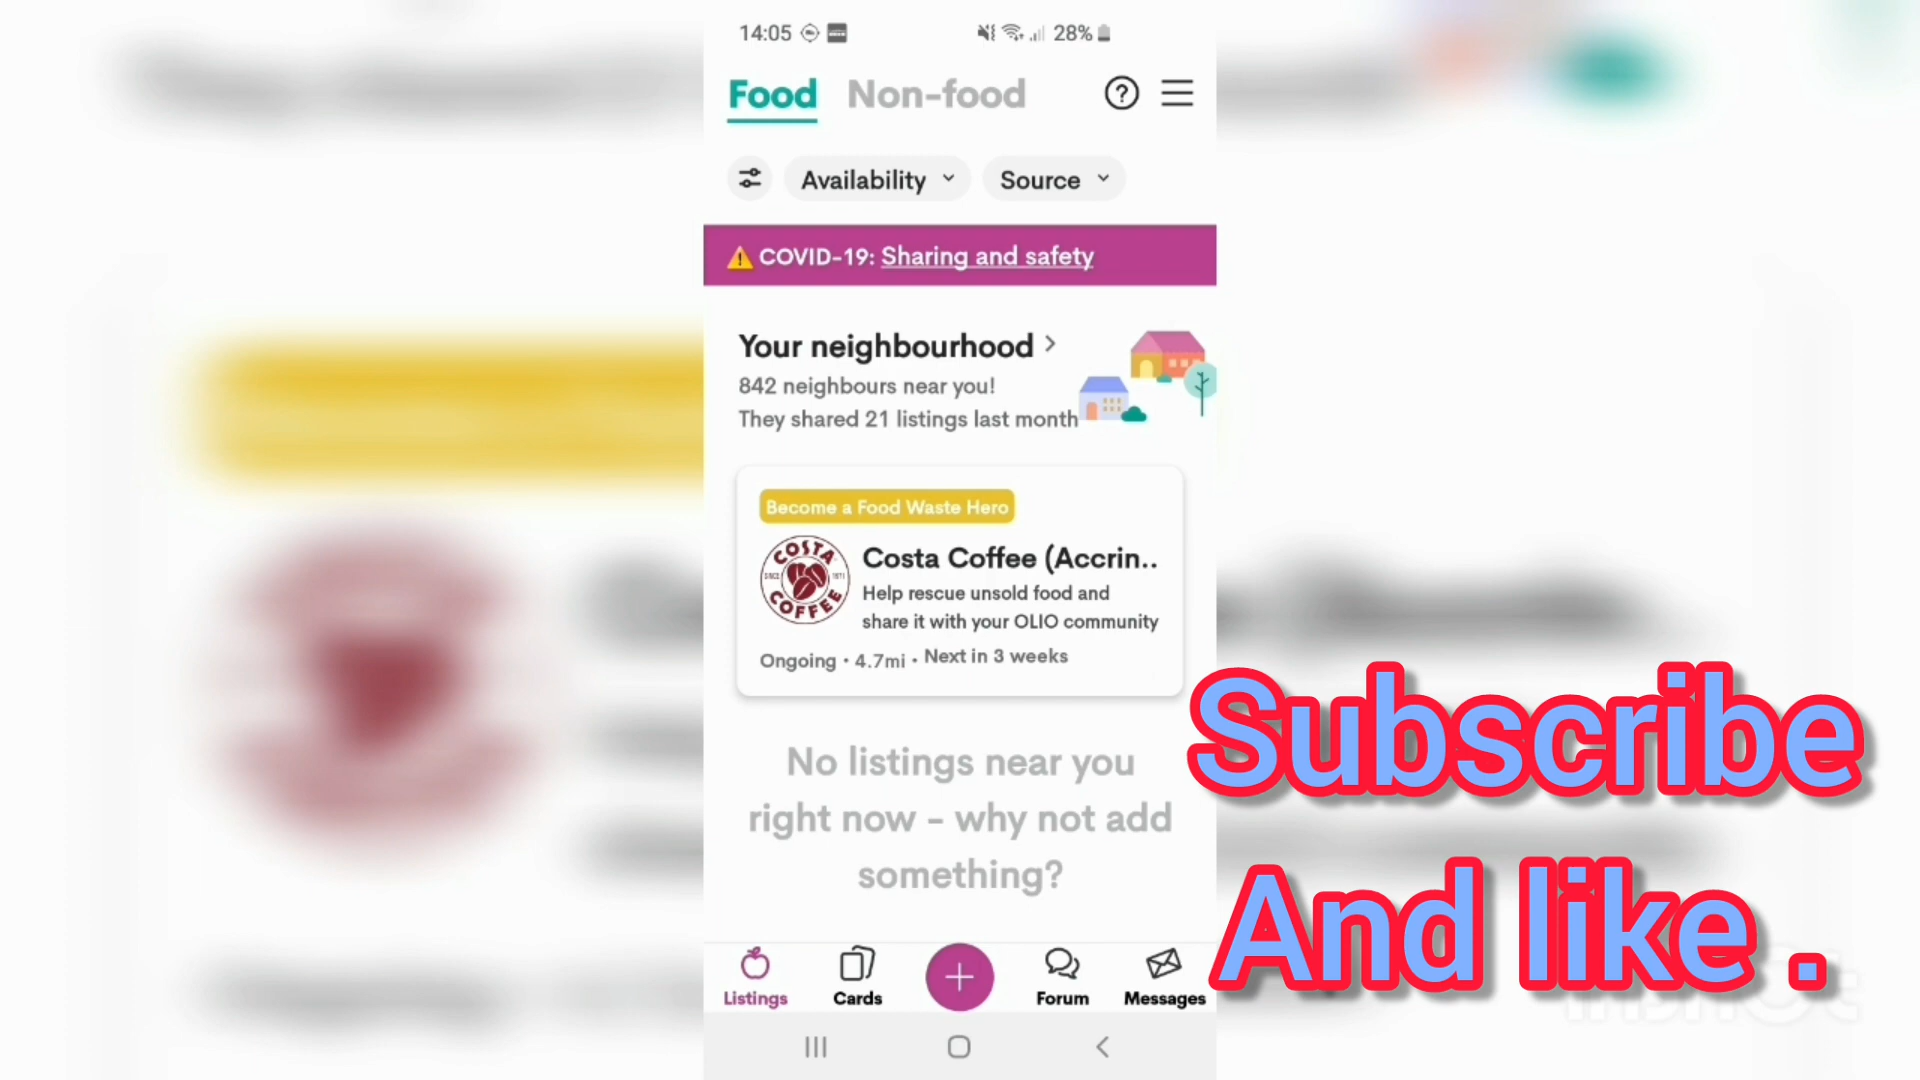 14:05
28%
Food Non-food
Availability Source
COVID-19: Sharing and safety
Your neighbourhood
842 neighbours near you!
They shared 21 listings last month
Become a Food Waste Hero
COSTA
SINCE 1971
COFFEE
Costa Coffee (Accrin..
Help rescue unsold food and
share it with your OLIO community
Ongoing • 4.7mi • Next in 3 weeks
No listings near you
right now - why not add
something?
Subscribe
And like .
Listings Cards Forum Messages